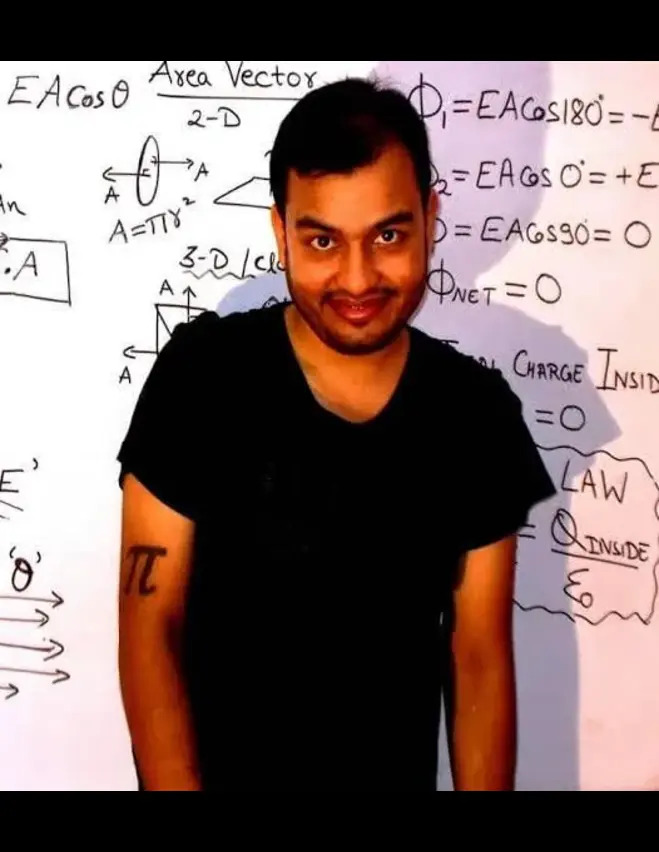 EACosθ
Area Vector
2-D
A
A
A=πr²
3-D
A
A
.A
E'
'θ'
π
Φ₁=EACos180°=-E
₂=EACos0°=+E
=EACos90°=0
ΦNET=0
CHARGE INSID
=0
LAW
= QINSIDE
ε₀